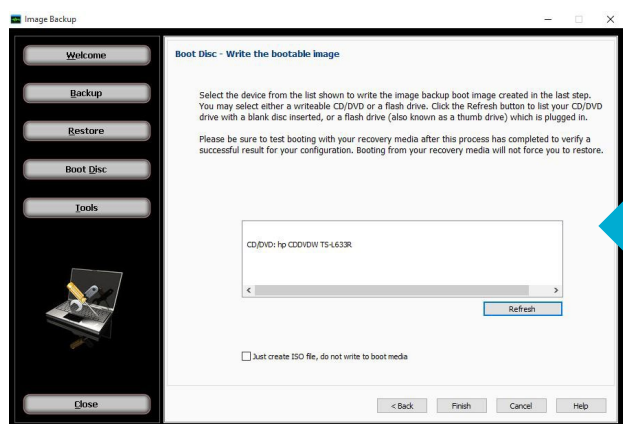 Image Backup
Welcome
Backup
Restore
Boot Disc
Tools
Close
Boot Disc - Write the bootable image
Select the device from the list shown to write the image backup boot image created in the last step.
You may select either a writeable CD/DVD or a flash drive. Click the Refresh button to list your CD/DVD
drive with a blank disc inserted, or a flash drive (also known as a thumb drive) which is plugged in.
Please be sure to test booting with your recovery media after this process has completed to verify a
successful result for your configuration. Booting from your recovery media will not force you to restore.
CD/DVD: hp CDDVDW TS-L633R
Refresh
Just create ISO file, do not write to boot media
< Back
Finish
Cancel
Help